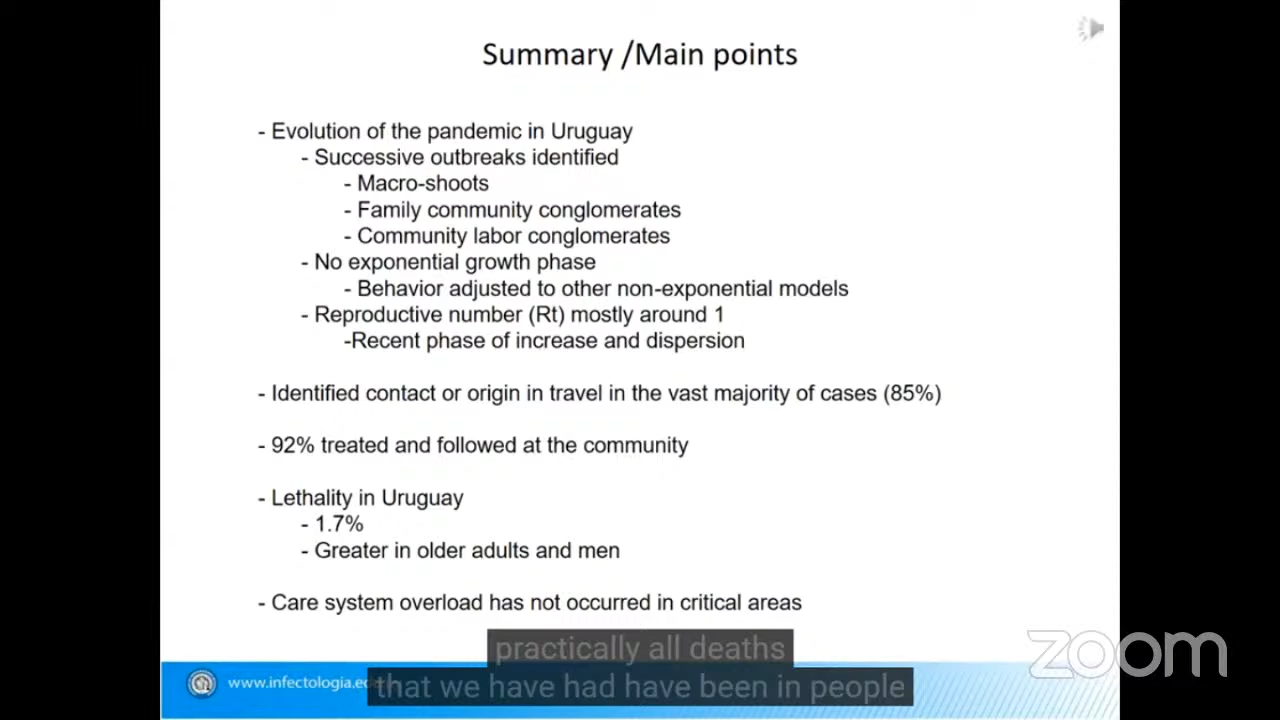 Summary /Main points
- Evolution of the pandemic in Uruguay
- Successive outbreaks identified
- Macro-shoots
- Family community conglomerates
- Community labor conglomerates
- No exponential growth phase
- Behavior adjusted to other non-exponential models
- Reproductive number (Rt) mostly around 1
-Recent phase of increase and dispersion
- Identified contact or origin in travel in the vast majority of cases (85%)
- 92% treated and followed at the community
- Lethality in Uruguay
- 1.7%
- Greater in older adults and men
- Care system overload has not occurred in critical areas
practically all deaths
that we have had have been in people
www.infectologia.ed
zoom